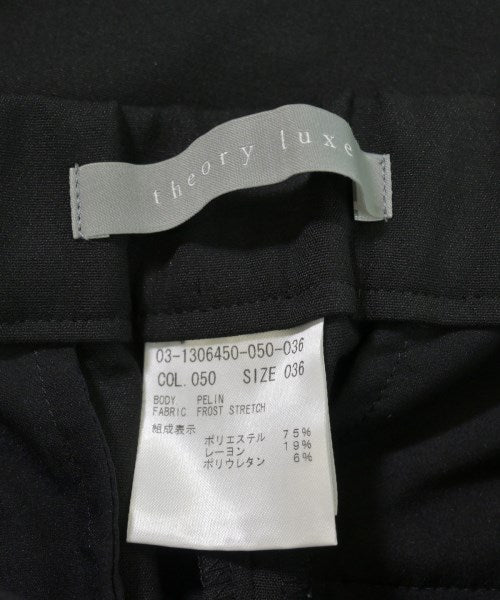 theory luxe
03-1306450-050-036
COL.050 SIZE 036
BODY PELIN
FABRIC FROST STRETCH
組成表示
ポリエステル 75%
レーヨン 19%
ポリウレタン 6%